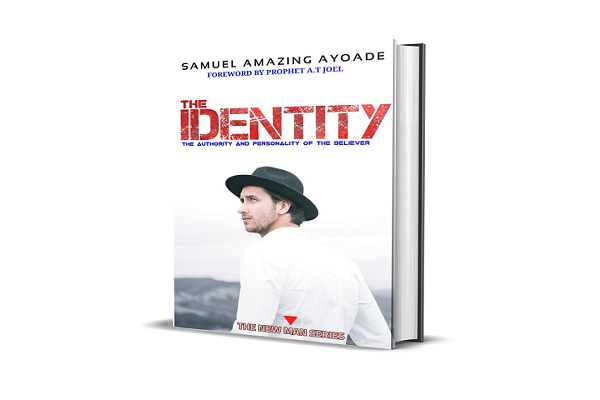 SAMUEL AMAZING AYOADE
FOREWORD BY PROPHET A.T JOEL
THE
IDENTITY
THE AUTHORITY AND PERSONALITY OF THE BELIEVER
THE NEW MAN SERIES